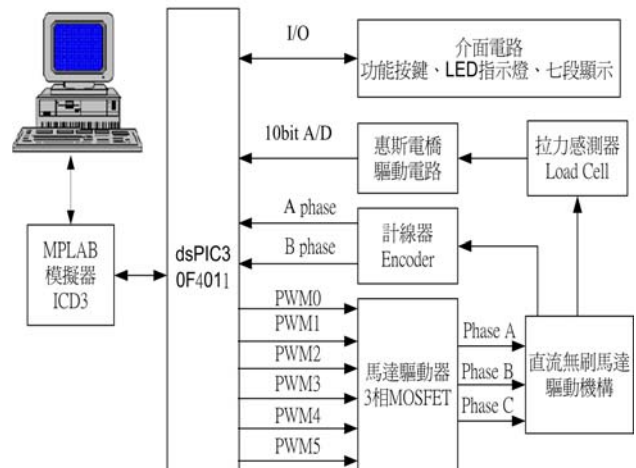 I/O
介面電路
功能按鍵、LED指示燈、七段顯示
10bit A/D
惠斯電橋
驅動電路
拉力感測器
Load Cell
A phase
B phase
計線器
Encoder
MPLAB
模擬器
ICD3
dsPIC3
0F4011
PWM0
PWM1
PWM2
PWM3
PWM4
PWM5
馬達驅動器
3相MOSFET
Phase A
Phase B
Phase C
直流無刷馬達
驅動機構